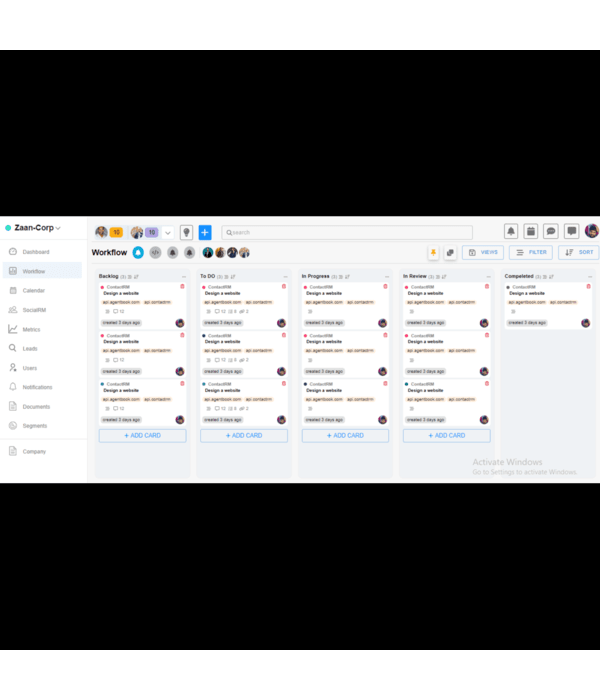 Zaan-Corp
10
10
Search
Workflow
VIEWS
FILTER
SORT
Dashboard
Workflow
Calendar
SocialRM
Metrics
Leads
Users
Notifications
Documents
Segments
Company
Backlog
ContactRM
Design a website
api.agentbook.com api.contactrm
12
created 3 days ago
ContactRM
Design a website
api.agentbook.com api.contactrm
12
created 3 days ago
ContactRM
Design a website
api.agentbook.com api.contactrm
12
created 3 days ago
+ ADD CARD
To DO
ContactRM
Design a website
api.agentbook.com api.contactrm
12 2
created 3 days ago
ContactRM
Design a website
api.agentbook.com api.contactrm
12 2
created 3 days ago
ContactRM
Design a website
api.agentbook.com api.contactrm
12 2
created 3 days ago
+ ADD CARD
In Progress
ContactRM
Design a website
api.agentbook.com api.contactrm
created 3 days ago
ContactRM
Design a website
api.agentbook.com api.contactrm
created 3 days ago
ContactRM
Design a website
api.agentbook.com api.contactrm
created 3 days ago
+ ADD CARD
In Review
ContactRM
Design a website
api.agentbook.com api.contactrm
created 3 days ago
ContactRM
Design a website
api.agentbook.com api.contactrm
created 3 days ago
ContactRM
Design a website
api.agentbook.com api.contactrm
created 3 days ago
+ ADD CARD
Completed
ContactRM
Design a website
api.agentbook.com api.contactrm
created 3 days ago
Activate Windows
Go to Settings to activate Windows.